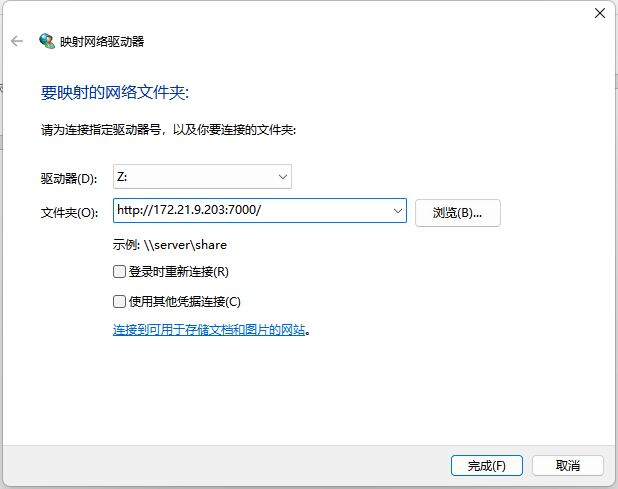 映射网络驱动器
要映射的网络文件夹:
请为连接指定驱动器号，以及你要连接的文件夹:
驱动器(D): Z:
文件夹(O): http://172.21.9.203:7000/ 浏览(B)...
示例: \\server\share
登录时重新连接(R)
使用其他凭据连接(C)
连接到可用于存储文档和图片的网站。
完成(F) 取消